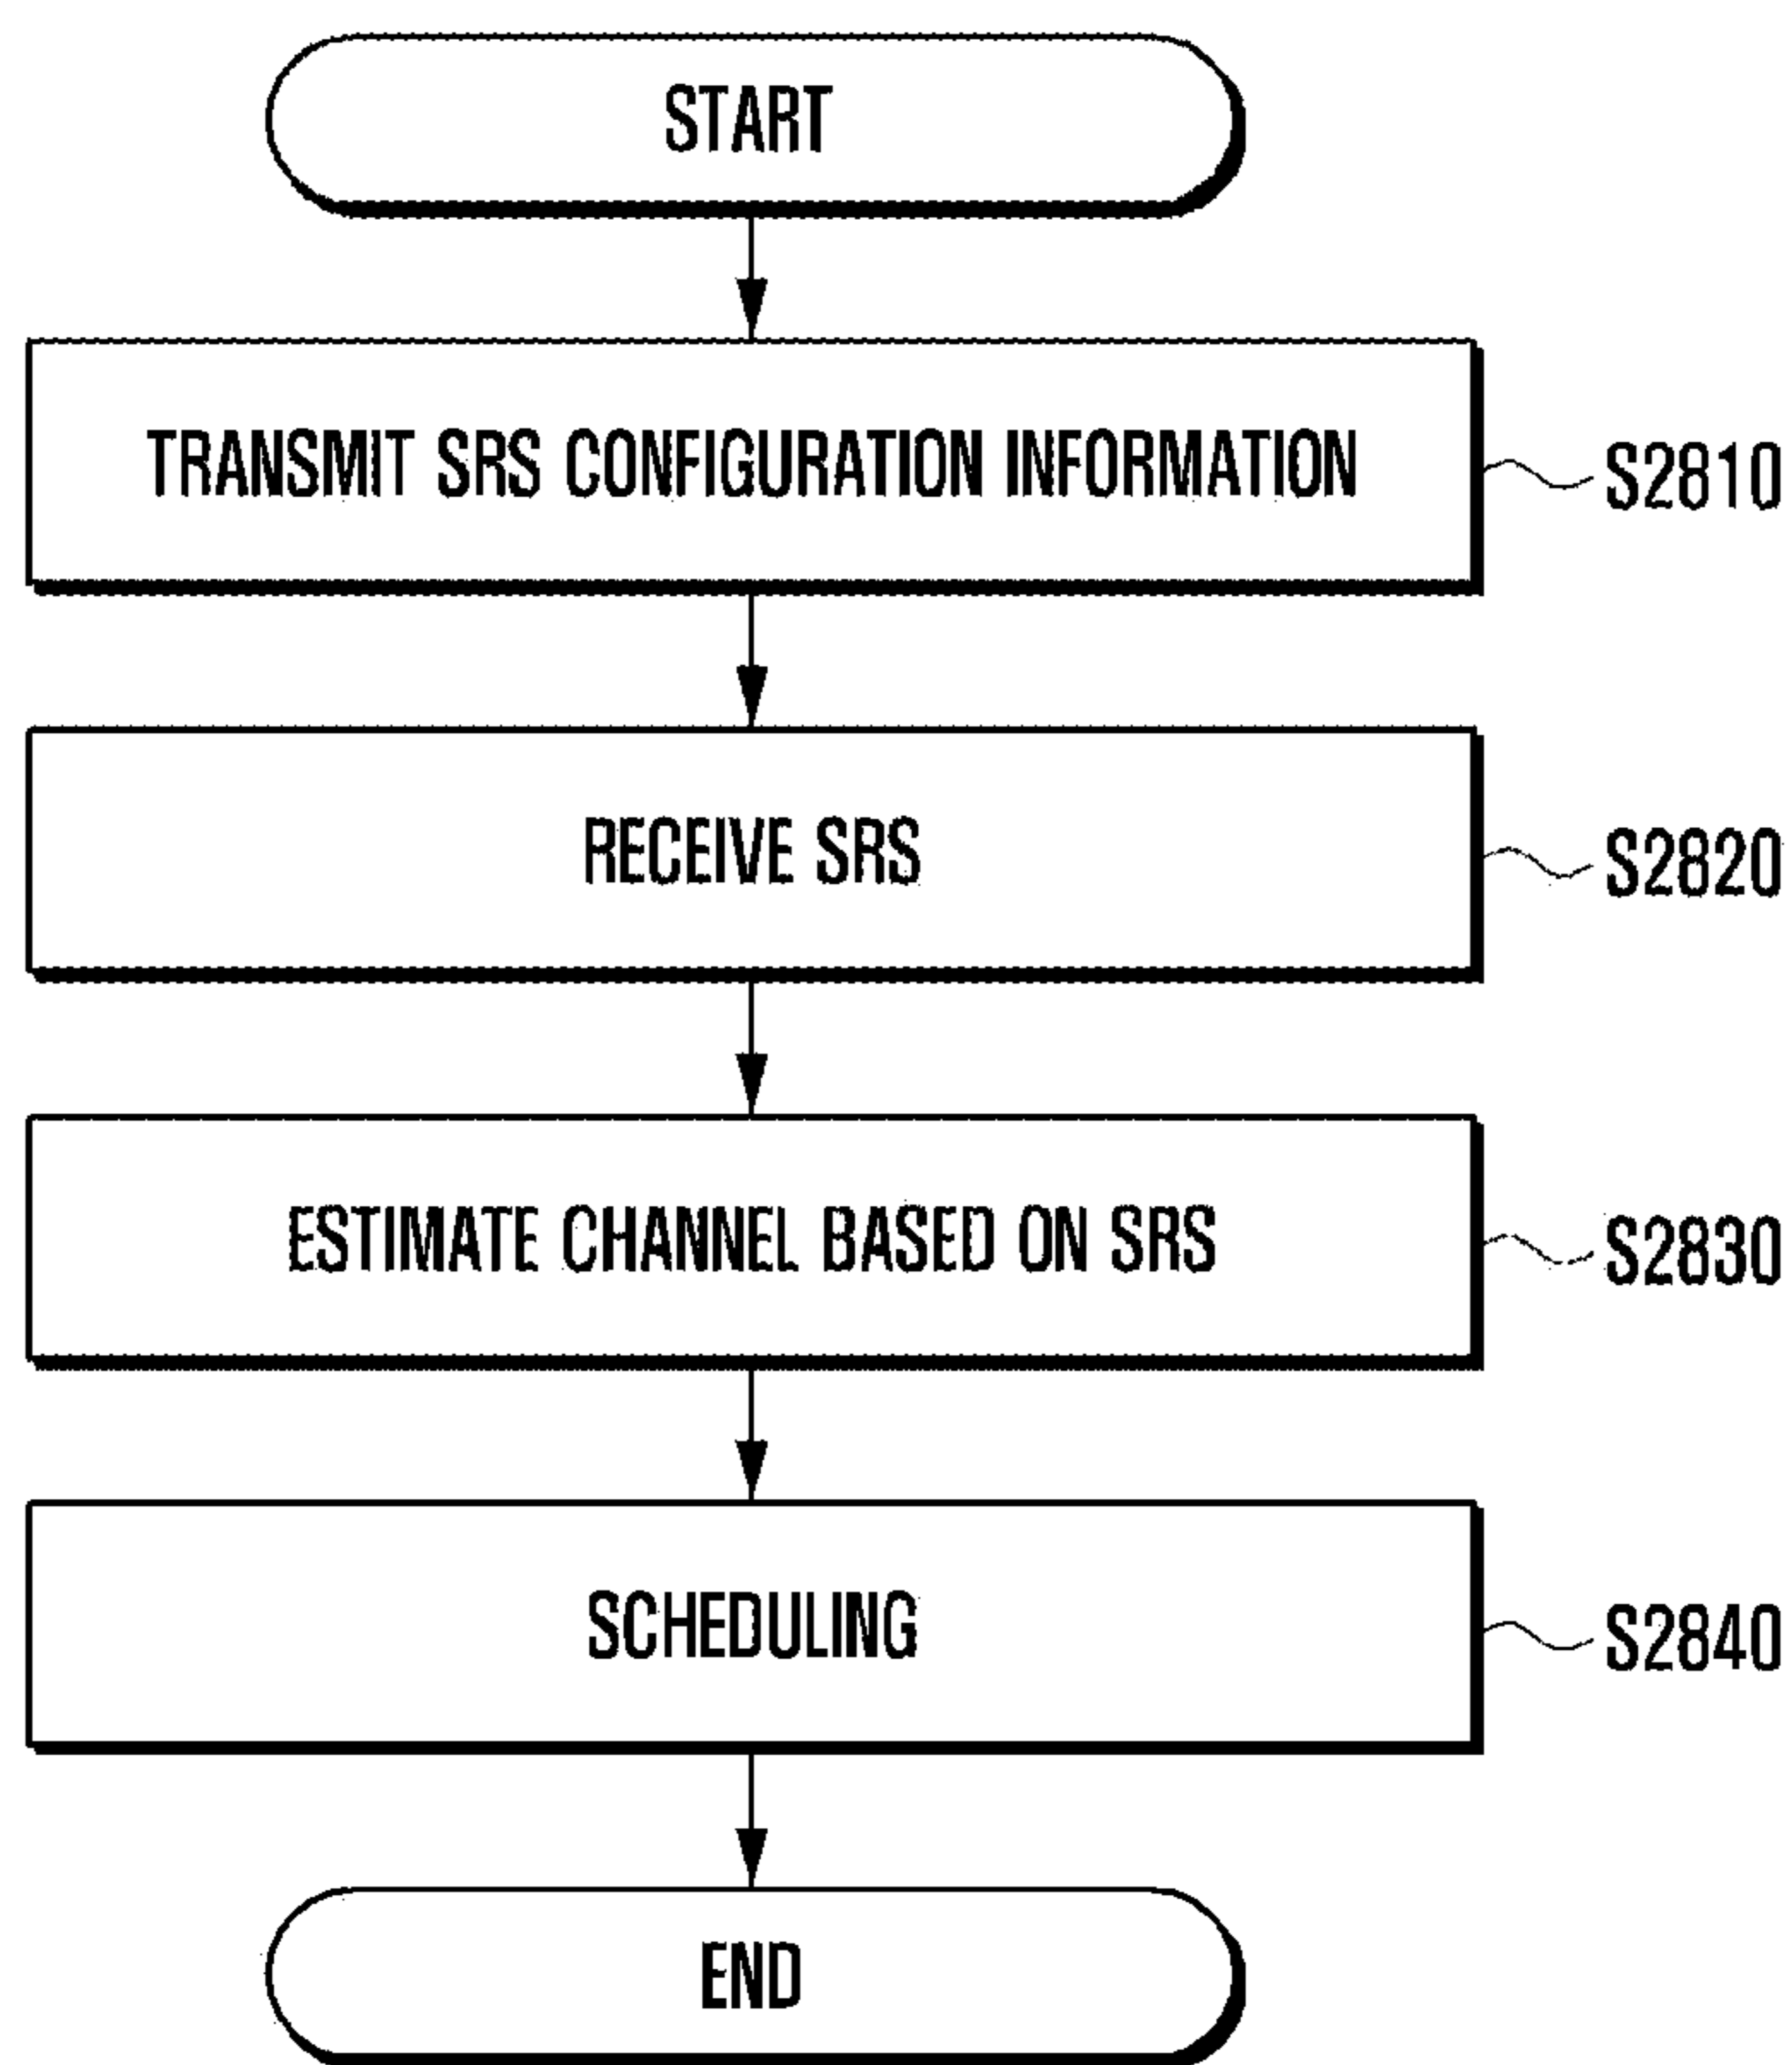 START
TRANSMIT SRS CONFIGURATION INFORMATION
S2810
RECEIVE SRS
S2820
ESTIMATE CHANNEL BASED ON SRS
S2830
SCHEDULING
S2840
END